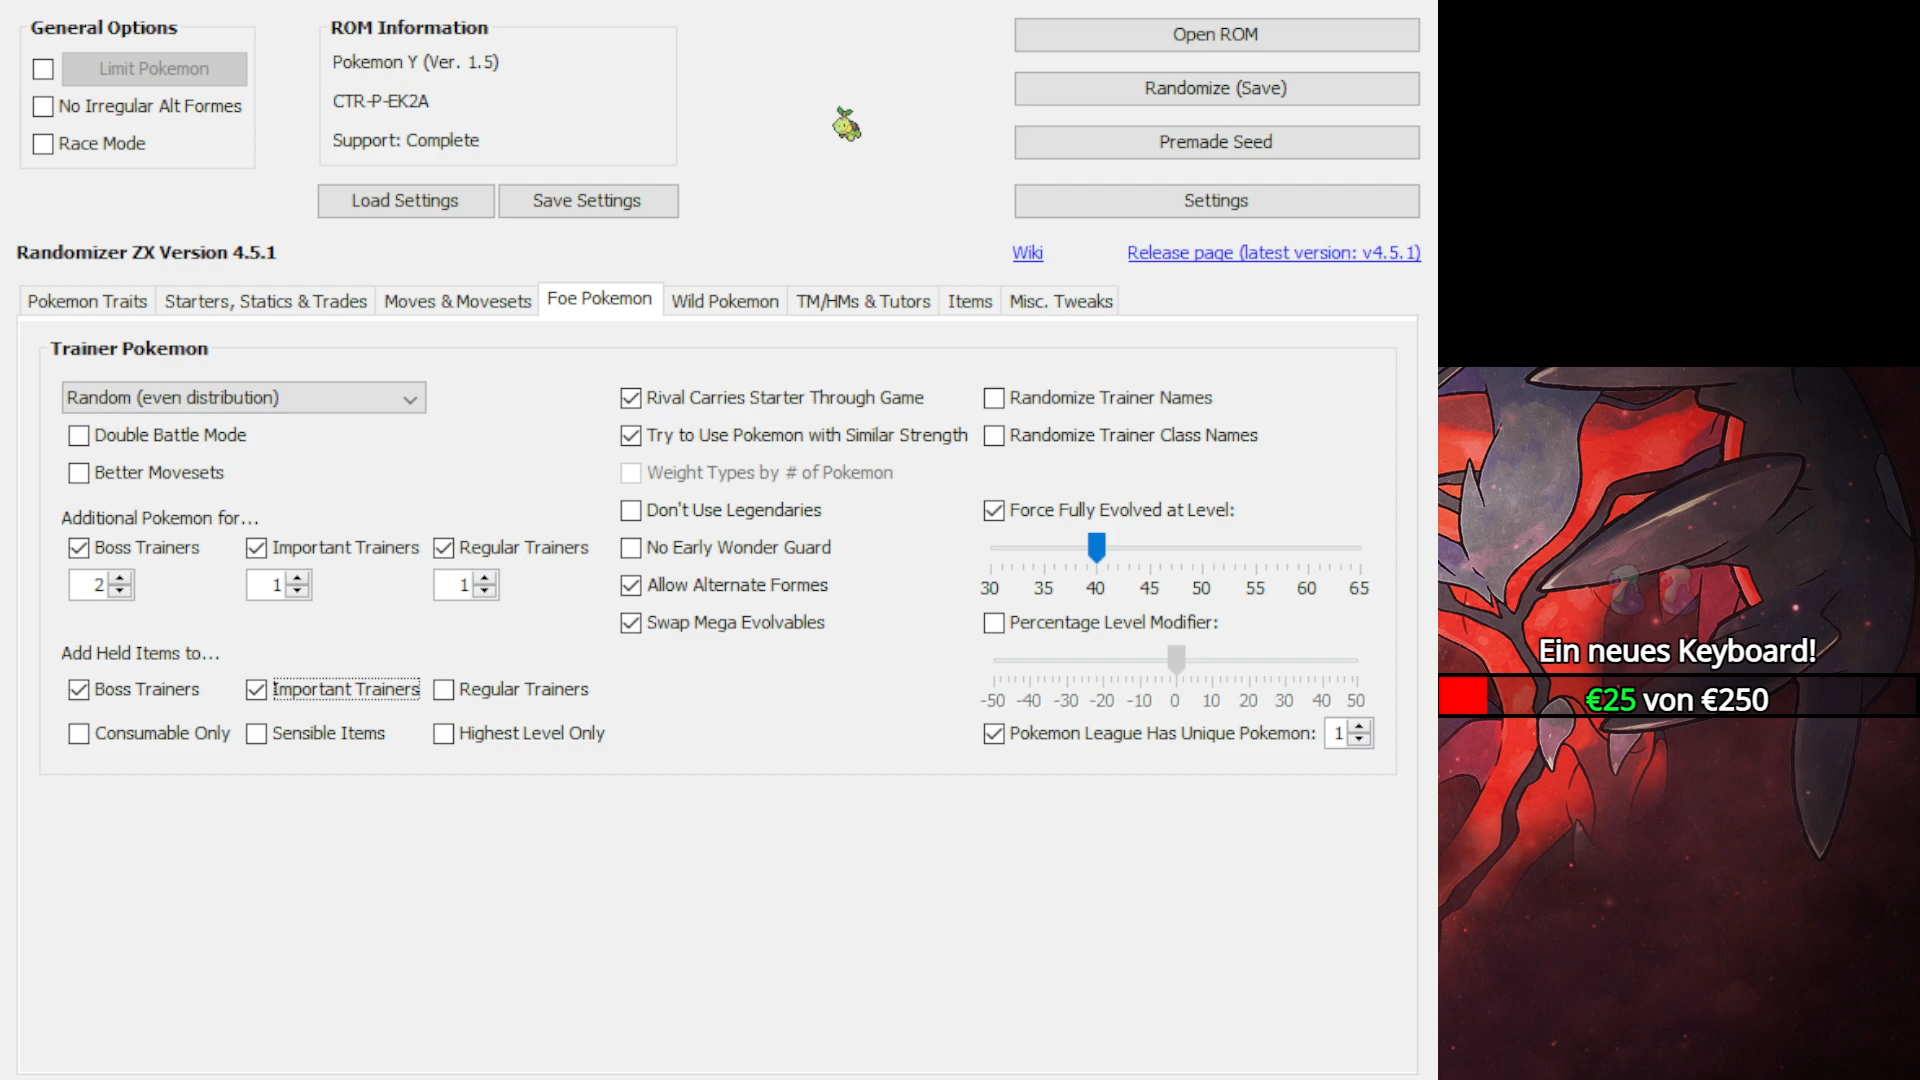 General Options
Limit Pokemon
No Irregular Alt Formes
Race Mode
ROM Information
Pokemon Y (Ver. 1.5)
CTR-P-EK2A
Support: Complete
Load Settings
Save Settings
Open ROM
Randomize (Save)
Premade Seed
Settings
Randomizer ZX Version 4.5.1
Wiki
Release page (latest version: v4.5.1)
Pokemon Traits
Starters, Statics & Trades
Moves & Movesets
Foe Pokemon
Wild Pokemon
TM/HMs & Tutors
Items
Misc. Tweaks
Trainer Pokemon
Random (even distribution)
Double Battle Mode
Better Movesets
Additional Pokemon for...
Boss Trainers
Important Trainers
Regular Trainers
2
1
1
Add Held Items to...
Boss Trainers
Important Trainers
Regular Trainers
Consumable Only
Sensible Items
Highest Level Only
Rival Carries Starter Through Game
Try to Use Pokemon with Similar Strength
Weight Types by # of Pokemon
Don't Use Legendaries
No Early Wonder Guard
Allow Alternate Formes
Swap Mega Evolvables
Randomize Trainer Names
Randomize Trainer Class Names
Force Fully Evolved at Level:
30 35 40 45 50 55 60 65
Percentage Level Modifier:
-50 -40 -30 -20 -10 0 10 20 30 40 50
Pokemon League Has Unique Pokemon: 1
Ein neues Keyboard!
€25 von €250